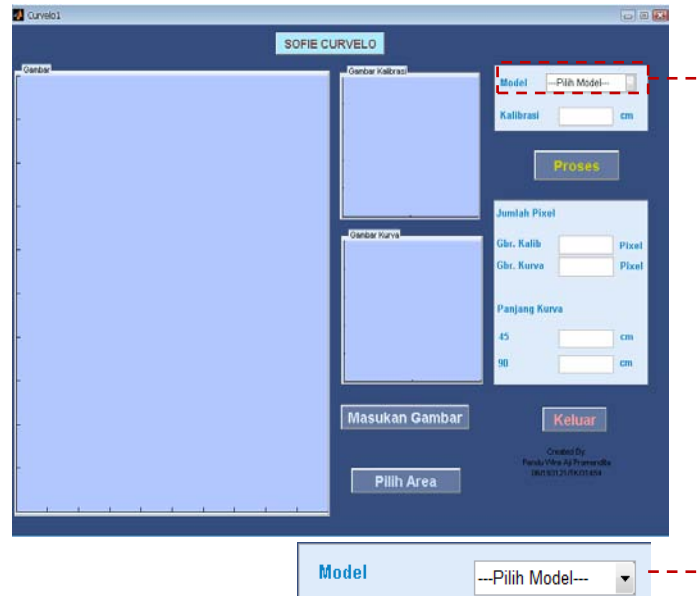 Curvelo1
SOFIE CURVELO
Gambar
Gambar Kalibrasi
Model ---Pilih Model---
Kalibrasi cm
Proses
Gambar Kurva
Jumlah Pixel
Gbr. Kalib Pixel
Gbr. Kurva Pixel
Panjang Kurva
45 cm
90 cm
Masukan Gambar
Keluar
Pilih Area
Created By
Model ---Pilih Model---